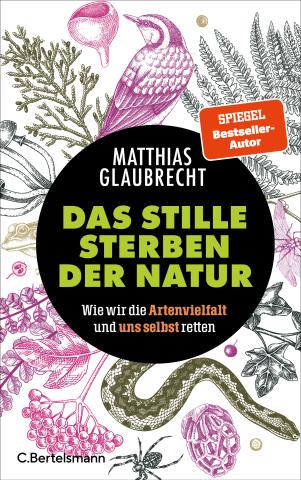 SPIEGEL
Bestseller-
Autor
MATTHIAS
GLAUBRECHT
DAS STILLE
STERBEN
DER NATUR
Wie wir die Artenvielfalt
und uns selbst retten
C.Bertelsmann